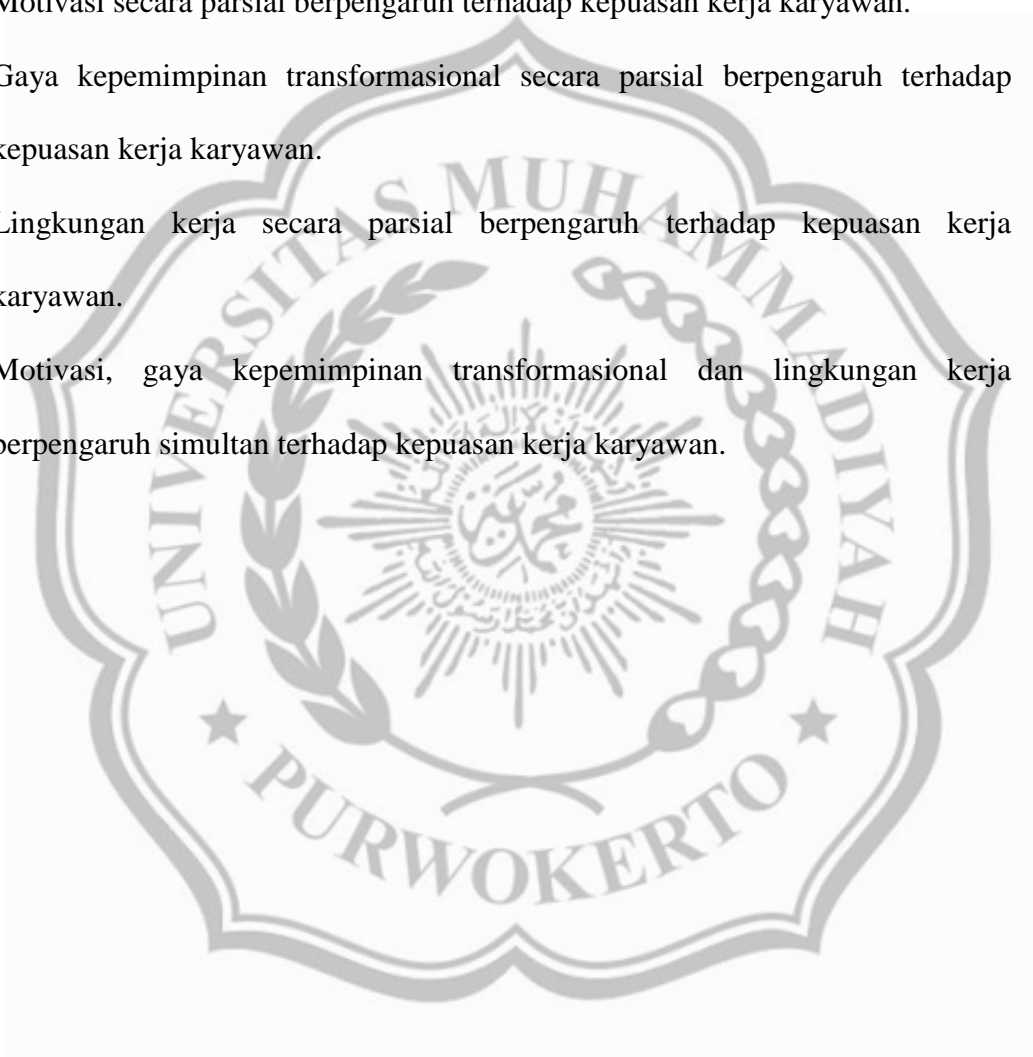 Motivasi secara parsial berpengaruh terhadap kepuasan kerja karyawan.
Gaya kepemimpinan transformasional secara parsial berpengaruh terhadap
kepuasan kerja karyawan.
Lingkungan kerja secara parsial berpengaruh terhadap kepuasan kerja
karyawan.
Motivasi, gaya kepemimpinan transformasional dan lingkungan kerja
berpengaruh simultan terhadap kepuasan kerja karyawan.
UNIVERSITAS MUHAMMADIYAH
PURWOKERTO